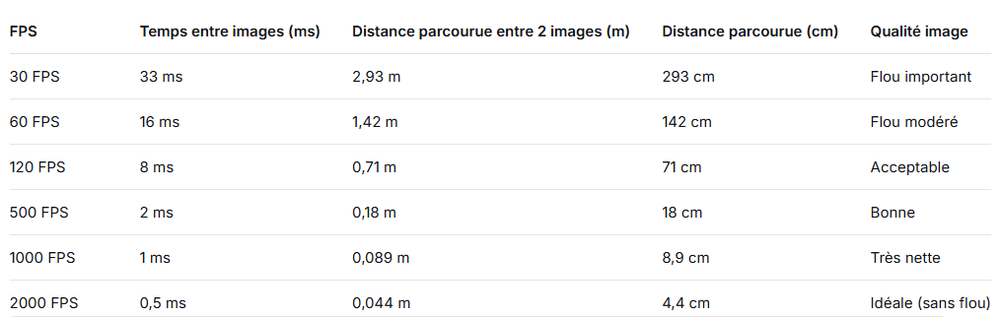 FPS Temps entre images (ms) Distance parcourue entre 2 images (m) Distance parcourue (cm) Qualité image
30 FPS 33 ms 2,93 m 293 cm Flou important
60 FPS 16 ms 1,42 m 142 cm Flou modéré
120 FPS 8 ms 0,71 m 71 cm Acceptable
500 FPS 2 ms 0,18 m 18 cm Bonne
1000 FPS 1 ms 0,089 m 8,9 cm Très nette
2000 FPS 0,5 ms 0,044 m 4,4 cm Idéale (sans flou)